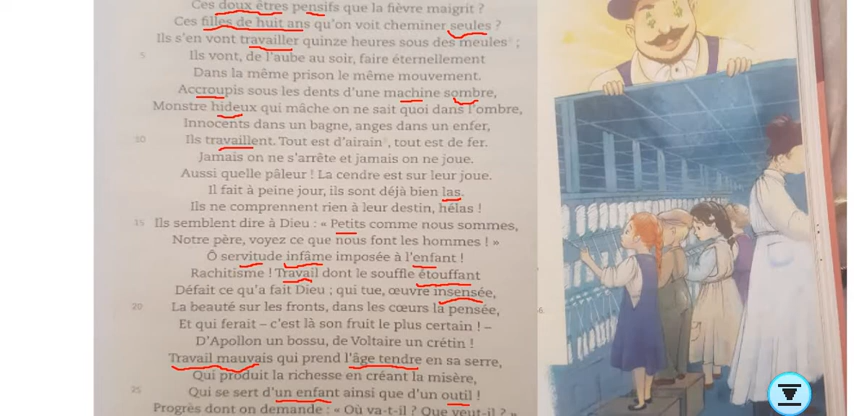 Ces doux êtres pensifs que la fièvre maigrit ?
Ces filles de huit ans qu'on voit cheminer seules ?
Ils s'en vont travailler quinze heures sous des meules ;
5 Ils vont, de l'aube au soir, faire éternellement
Dans la même prison le même mouvement.
Accroupis sous les dents d'une machine sombre,
Monstre hideux qui mâche on ne sait quoi dans l'ombre,
Innocents dans un bagne, anges dans un enfer,
10 Ils travaillent. Tout est d'airain, tout est de fer.
Jamais on ne s'arrête et jamais on ne joue.
Aussi quelle pâleur ! La cendre est sur leur joue.
Il fait à peine jour, ils sont déjà bien las.
Ils ne comprennent rien à leur destin, hélas !
15 Ils semblent dire à Dieu : « Petits comme nous sommes,
Notre père, voyez ce que nous font les hommes ! »
Ô servitude infâme imposée à l'enfant !
Rachitisme ! Travail dont le souffle étouffant
Défait ce qu'a fait Dieu ; qui tue, œuvre insensée,
20 La beauté sur les fronts, dans les cœurs la pensée,
Et qui ferait – c'est là son fruit le plus certain ! –
D'Apollon un bossu, de Voltaire un crétin !
Travail mauvais qui prend l'âge tendre en sa serre,
Qui produit la richesse en créant la misère,
25 Qui se sert d'un enfant ainsi que d'un outil !
Progrès dont on demande : « Où va-t-il ? Que veut-il ? »